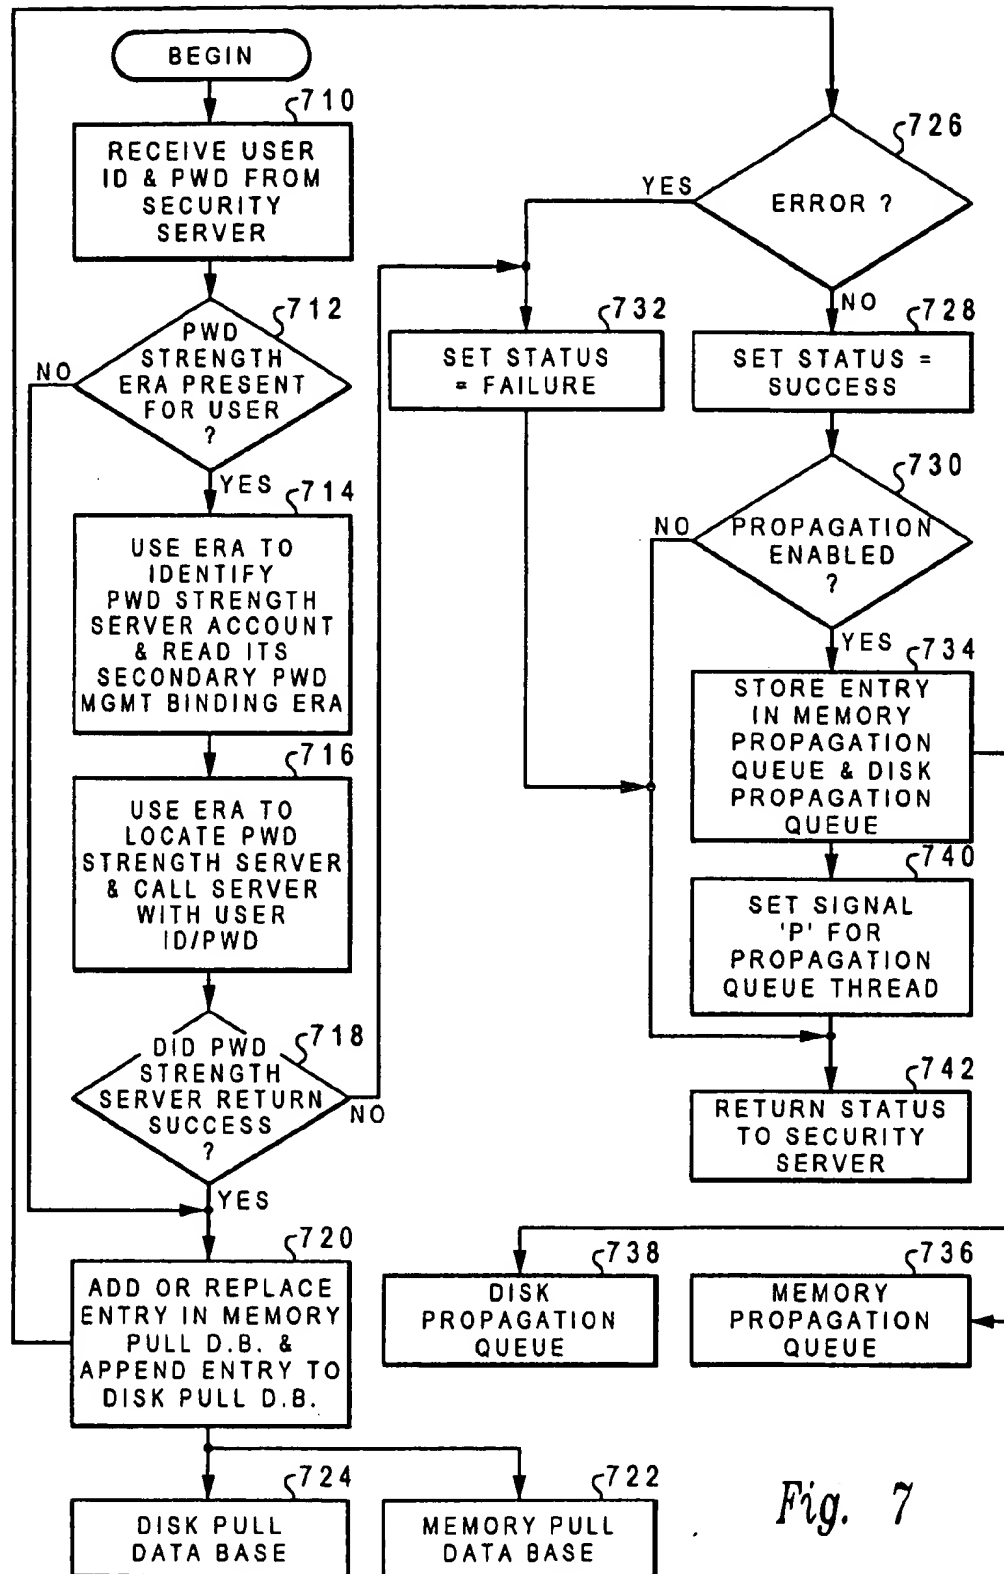 BEGIN
710
RECEIVE USER
ID & PWD FROM
SECURITY
SERVER
712
PWD
STRENGTH
ERA PRESENT
FOR USER
?
NO
YES
714
USE ERA TO
IDENTIFY
PWD STRENGTH
SERVER ACCOUNT
& READ ITS
SECONDARY PWD
MGMT BINDING ERA
716
USE ERA TO
LOCATE PWD
STRENGTH SERVER
& CALL SERVER
WITH USER
ID/PWD
718
DID PWD
STRENGTH
SERVER RETURN
SUCCESS
?
NO
YES
720
ADD OR REPLACE
ENTRY IN MEMORY
PULL D.B. &
APPEND ENTRY TO
DISK PULL D.B.
724
DISK PULL
DATA BASE
722
MEMORY PULL
DATA BASE
726
ERROR ?
YES
NO
732
SET STATUS
= FAILURE
728
SET STATUS =
SUCCESS
730
PROPAGATION
ENABLED
?
NO
YES
734
STORE ENTRY
IN MEMORY
PROPAGATION
QUEUE & DISK
PROPAGATION
QUEUE
740
SET SIGNAL
'P' FOR
PROPAGATION
QUEUE THREAD
742
RETURN STATUS
TO SECURITY
SERVER
738
DISK
PROPAGATION
QUEUE
736
MEMORY
PROPAGATION
QUEUE
Fig. 7